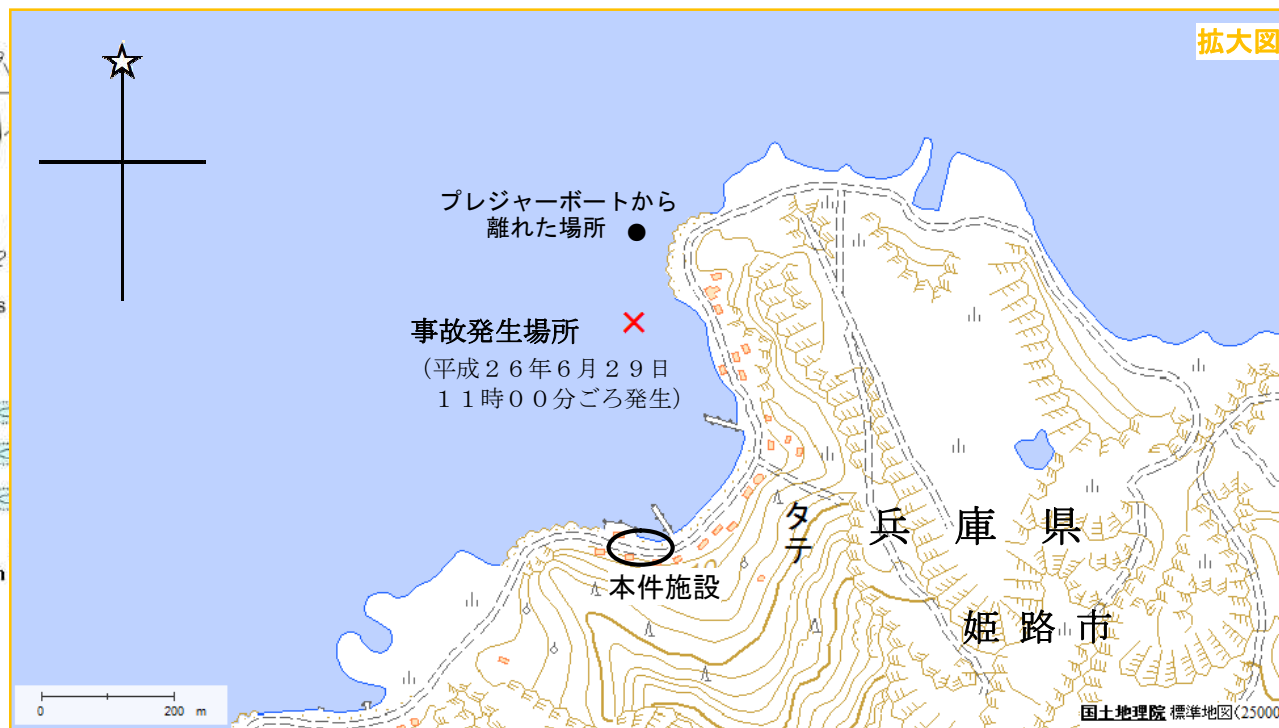 拡大図
プレジャーボートから
離れた場所
事故発生場所
（平成２６年６月２９日
１１時００分ごろ発生）
タテ
兵庫県
本件施設
姫路市
0 200 m
国土地理院 標準地図(25000